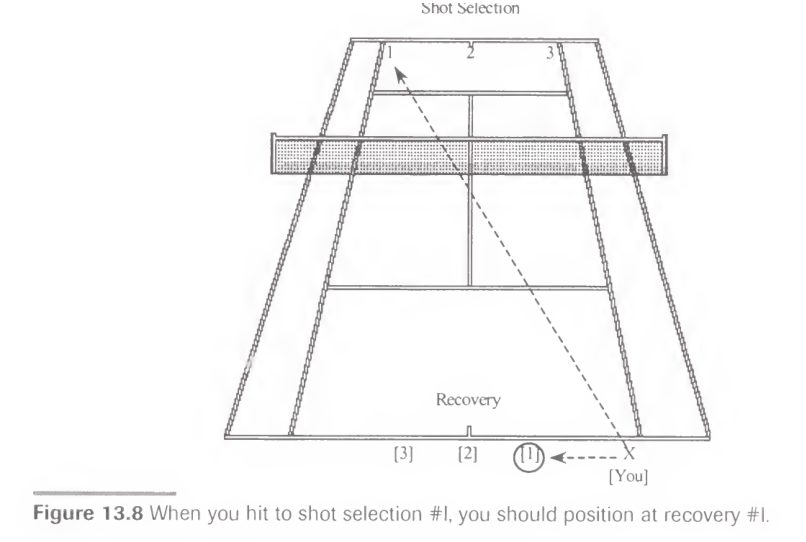 Shot Selection
1 2 3
Recovery
[3] [2] [1] X
[You]
Figure 13.8 When you hit to shot selection #l, you should position at recovery #l.